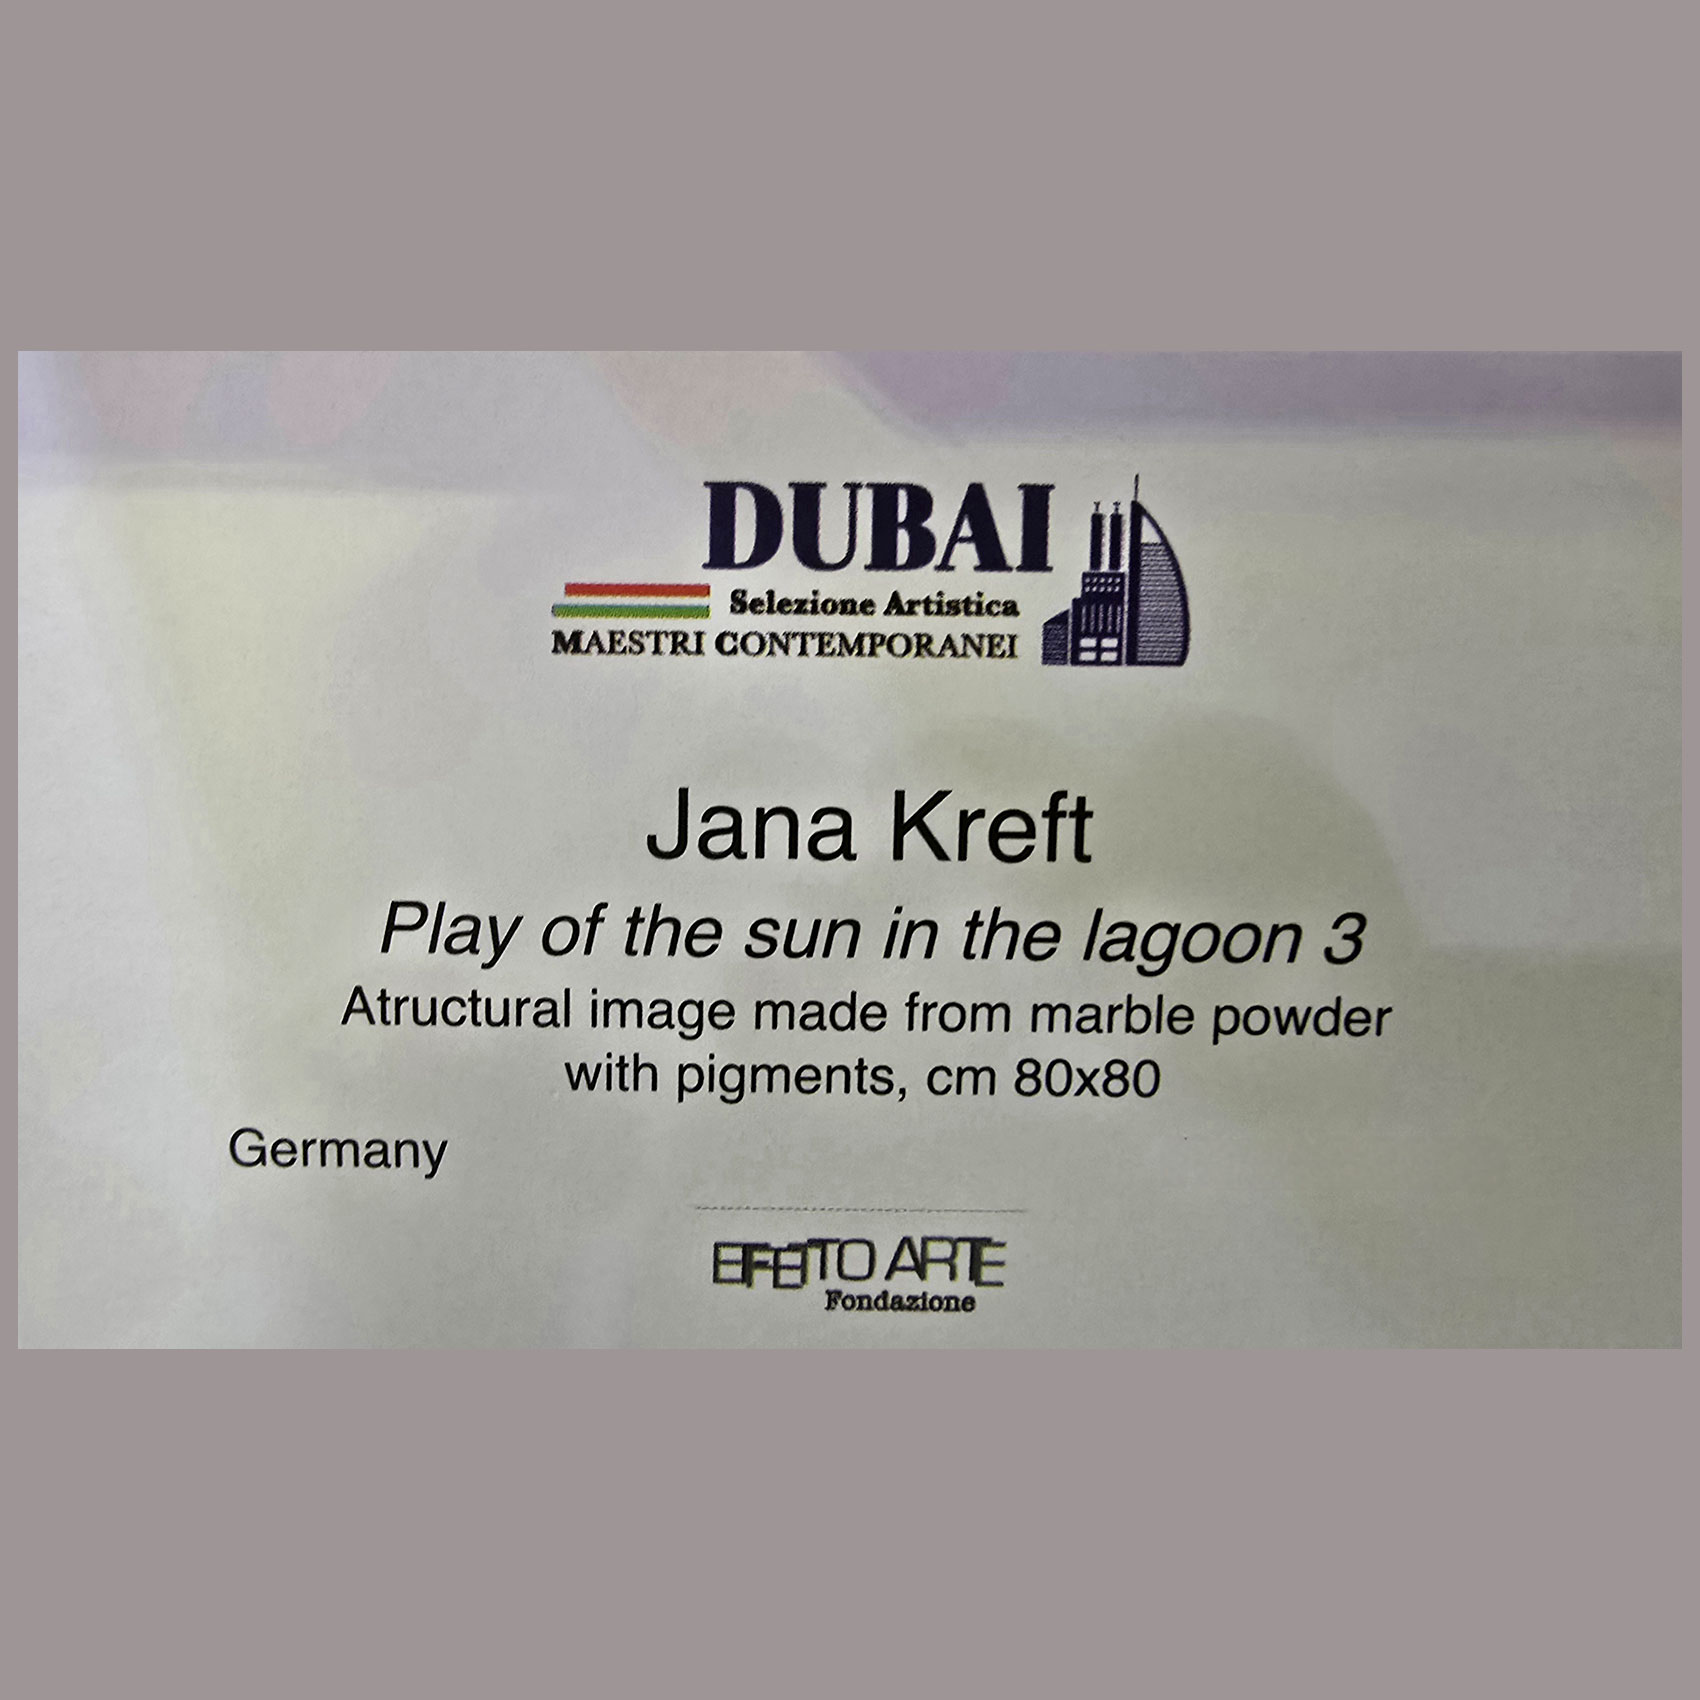 DUBAI
Selezione Artistica
MAESTRI CONTEMPORANEI
Jana Kreft
Play of the sun in the lagoon 3
Atructural image made from marble powder
with pigments, cm 80x80
Germany
EFFETTO ARTE
Fondazione